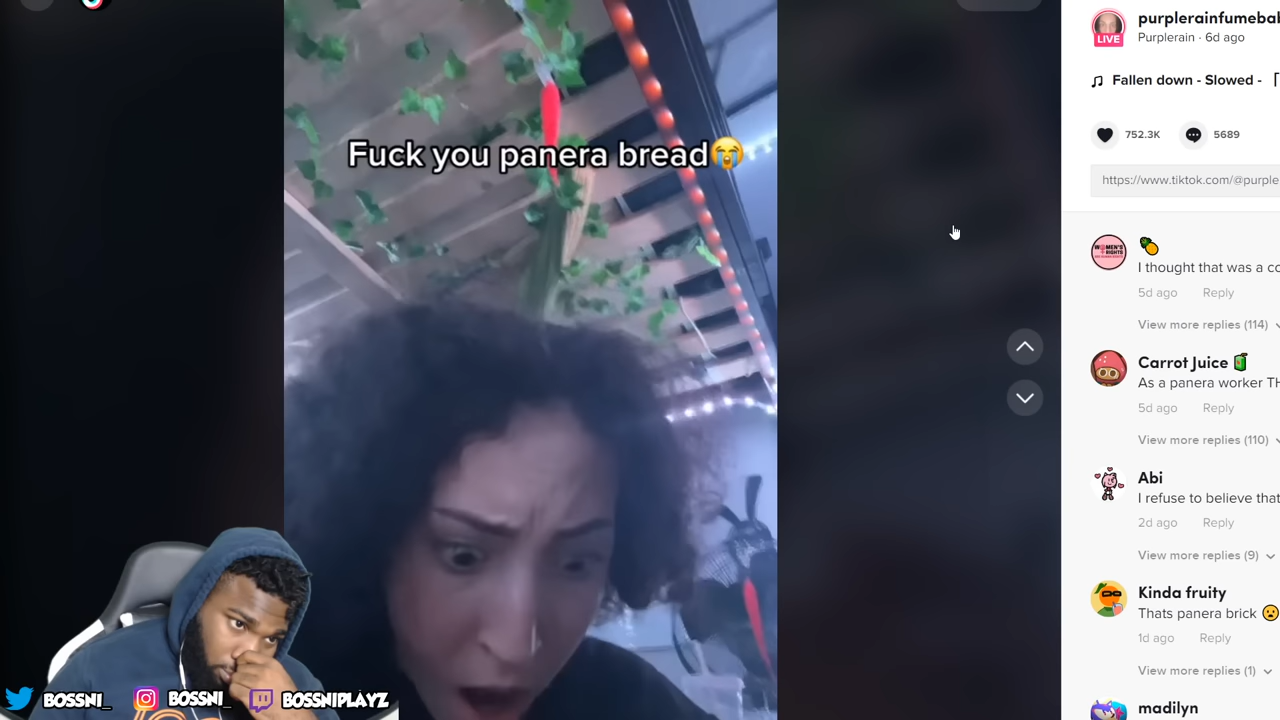 Fuck you panera bread😭
purplerainfumebal
LIVE
Purplerain · 6d ago
Fallen down - Slowed -
752.3K
5689
https://www.tiktok.com/@purple
WOMEN'S RIGHTS
🍍
I thought that was a co
5d ago Reply
View more replies (114)
Carrot Juice 🧃
As a panera worker TH
5d ago Reply
View more replies (110)
Abi
I refuse to believe that
2d ago Reply
View more replies (9)
Kinda fruity
Thats panera brick 😦
1d ago Reply
View more replies (1)
madilyn
BOSSNI_ BOSSNI_ BOSSNIPLAYZ